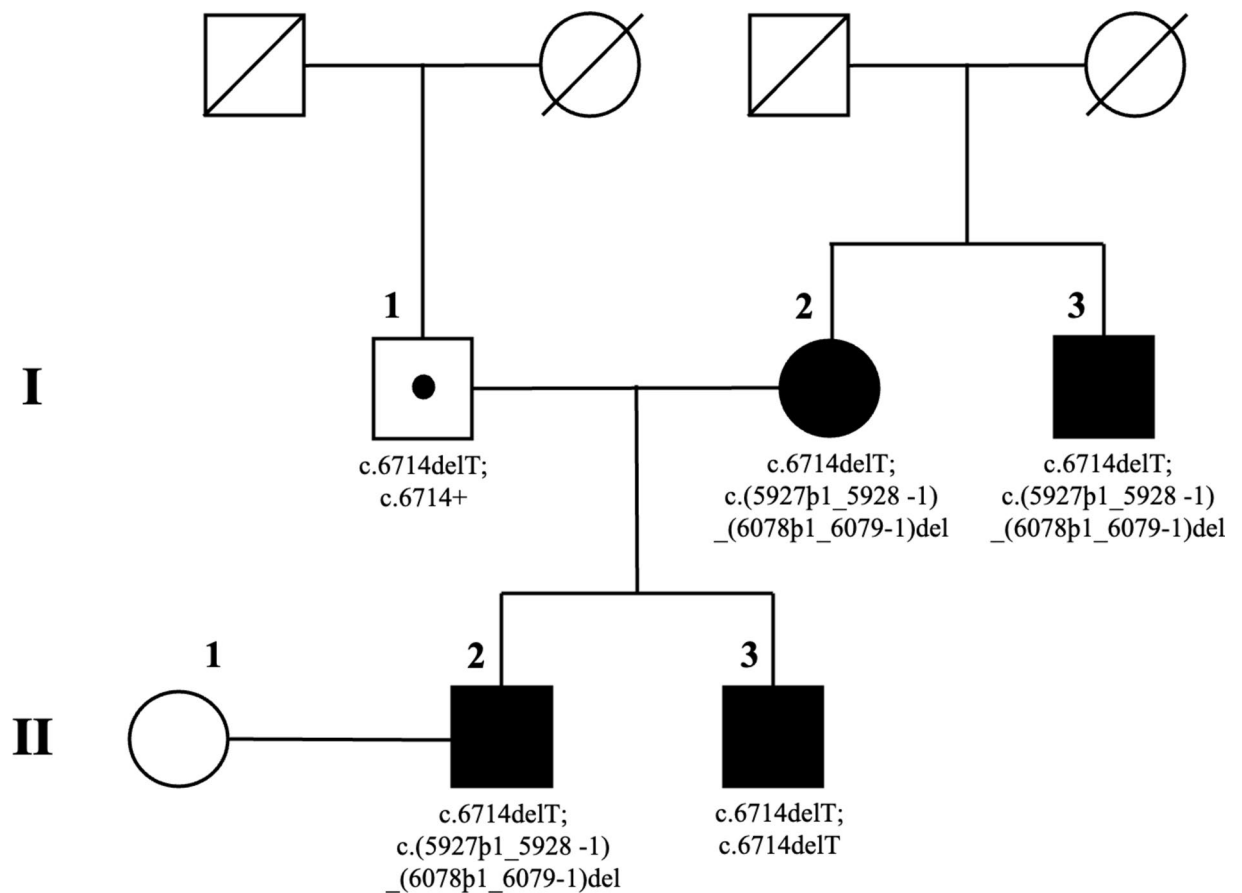 1
2
3
I
c.6714delT;
c.6714+
c.6714delT;
c.(5927þ1_5928 -1)
_(6078þ1_6079-1)del
c.6714delT;
c.(5927þ1_5928 -1)
_(6078þ1_6079-1)del
1
2
3
II
c.6714delT;
c.(5927þ1_5928 -1)
_(6078þ1_6079-1)del
c.6714delT;
c.6714delT